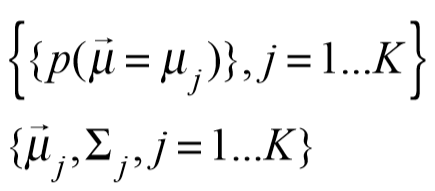 {{p(μ⃗ = μ_j)}, j = 1...K}
{μ⃗_j, Σ_j, j = 1...K}